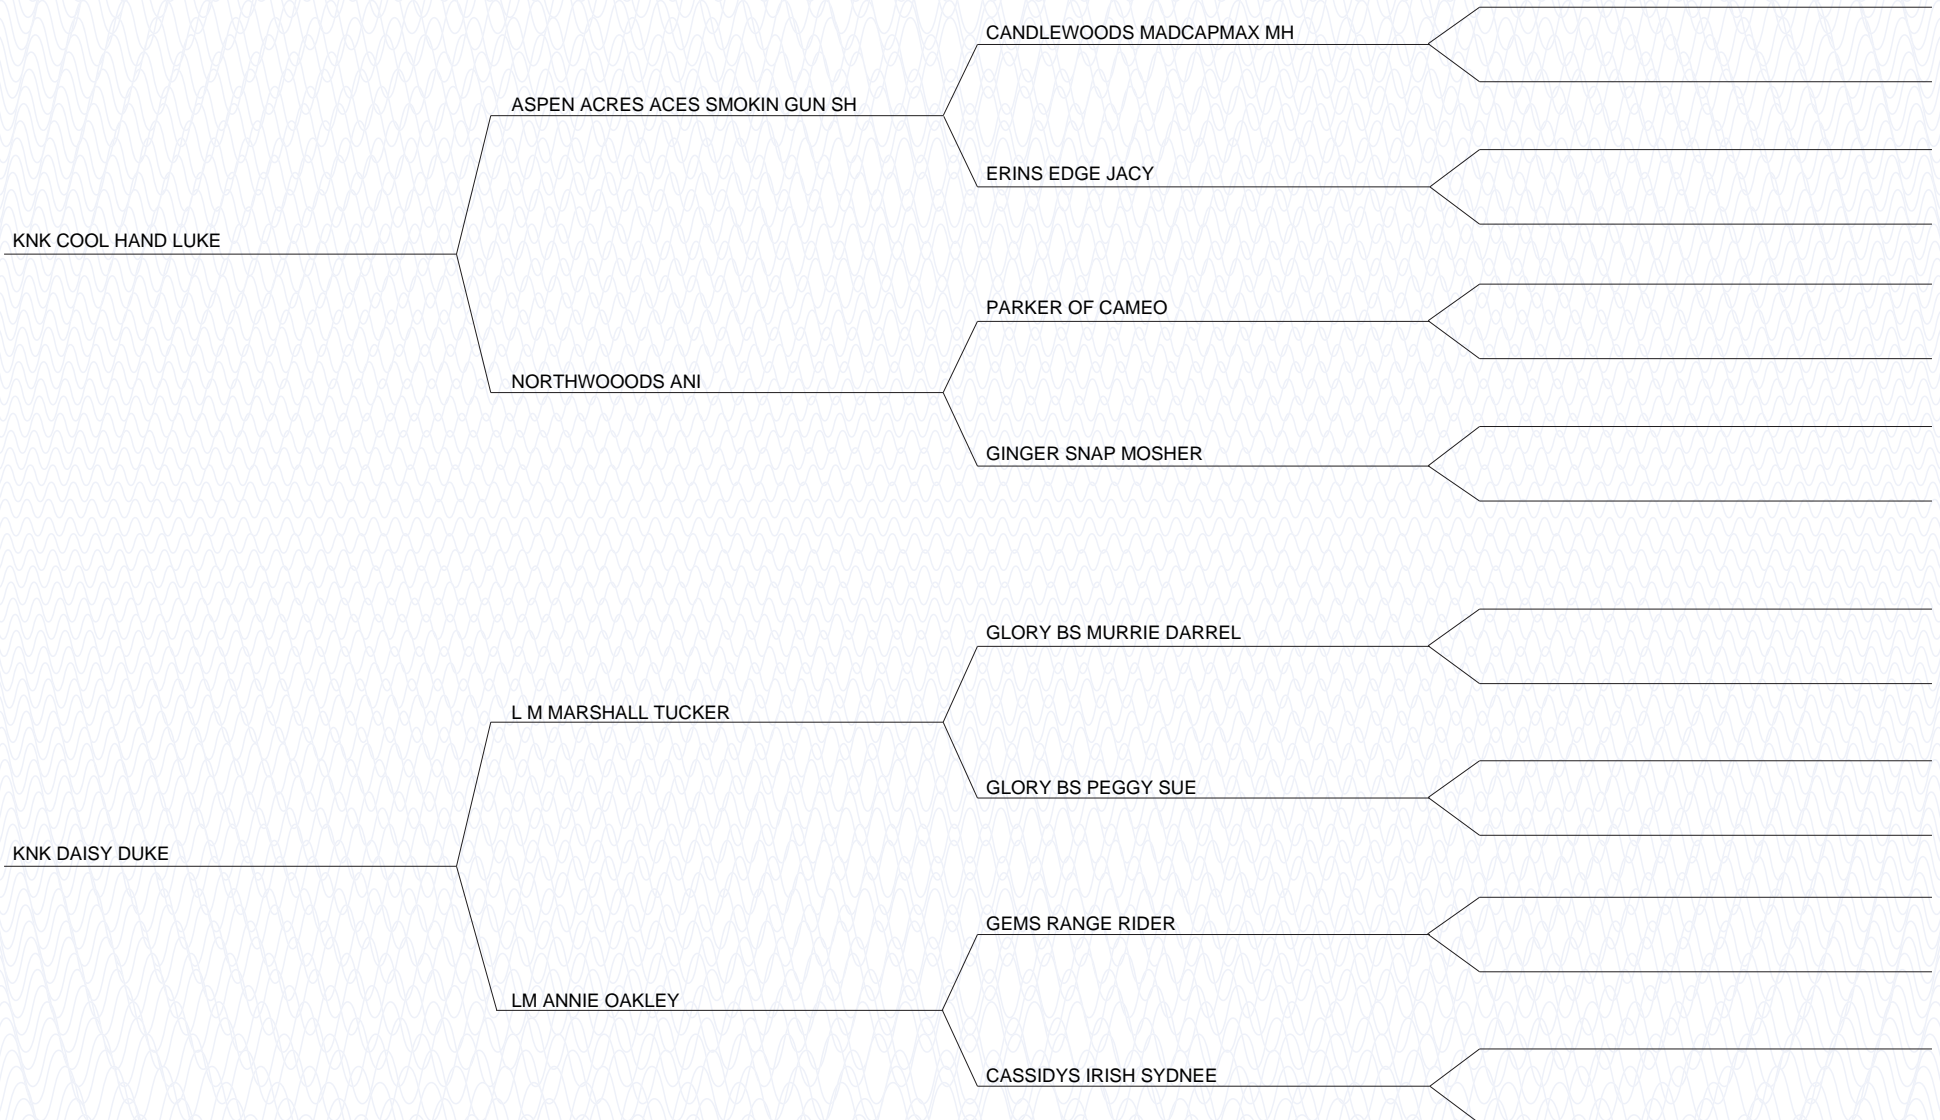 CANDLEWOODS MADCAPMAX MH
ASPEN ACRES ACES SMOKIN GUN SH
ERINS EDGE JACY
KNK COOL HAND LUKE
PARKER OF CAMEO
NORTHWOOODS ANI
GINGER SNAP MOSHER
GLORY BS MURRIE DARREL
L M MARSHALL TUCKER
GLORY BS PEGGY SUE
KNK DAISY DUKE
GEMS RANGE RIDER
LM ANNIE OAKLEY
CASSIDYS IRISH SYDNEE